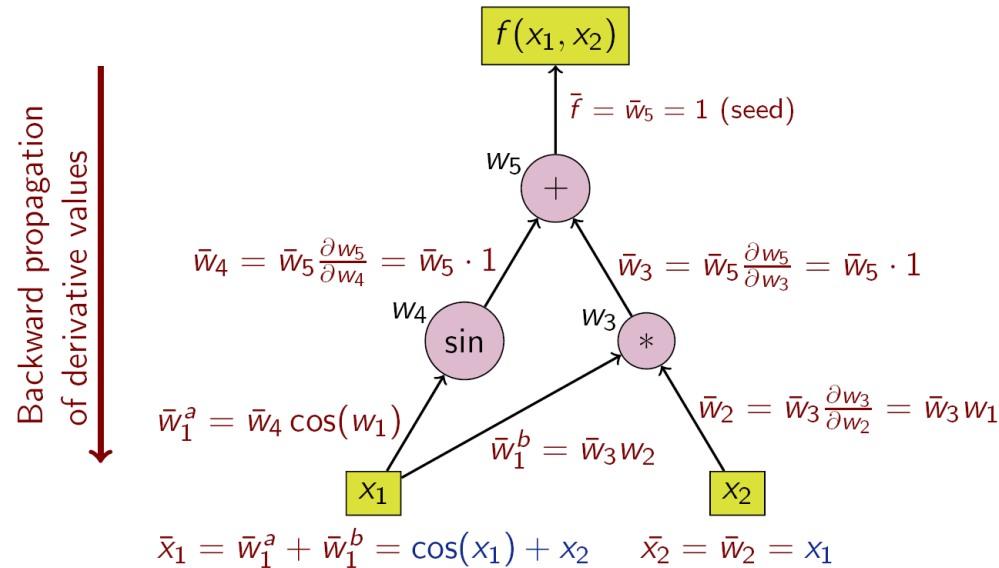 f(x₁, x₂)
f̄ = w̄₅ = 1 (seed)
w₅
+
w̄₄ = w̄₅ ∂w₅/∂w₄ = w̄₅ · 1
w̄₃ = w̄₅ ∂w₅/∂w₃ = w̄₅ · 1
w₄
sin
w₃
*
w̄₁ᵃ = w̄₄ cos(w₁)
w̄₁ᵇ = w̄₃w₂
w̄₂ = w̄₃ ∂w₃/∂w₂ = w̄₃w₁
x₁
x₂
x̄₁ = w̄₁ᵃ + w̄₁ᵇ = cos(x₁) + x₂
x̄₂ = w̄₂ = x₁
Backward propagation
of derivative values